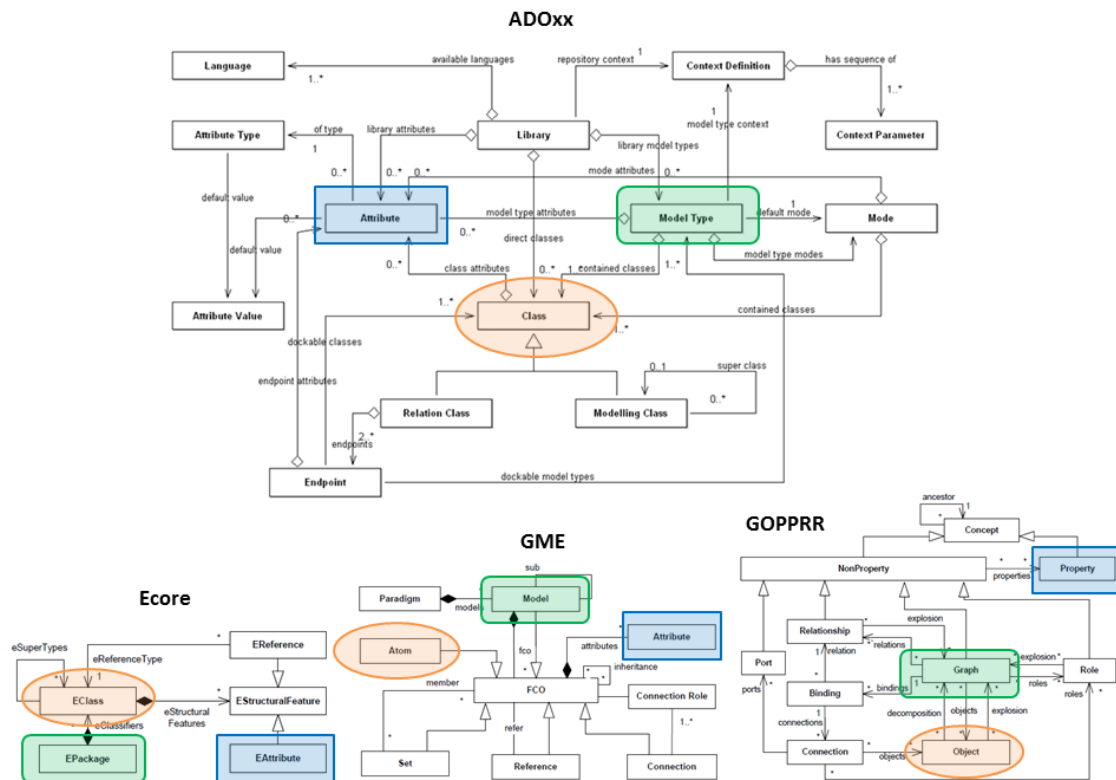 ADOxx
Language
available languages
1..*
repository context
1
Context Definition
has sequence of
1..*
Attribute Type
of type
1
library attributes
Library
library model types
1
model type context
Context Parameter
0..*
0..*
0..*
mode attributes
0..*
default value
0..*
Attribute
model type attributes
0..*
direct classes
Model Type
1
default mode
Mode
default value
0..*
class attributes
0..*
1..*
contained classes
1..*
model type modes
Attribute Value
1..*
Class
1..*
contained classes
dockable classes
0..1
super class
endpoint attributes
Relation Class
Modelling Class
0..*
2..*
endpoints
Endpoint
dockable model types
Ecore
eSuperTypes
*
eReferenceType
*
1
EReference
EClass
eStructural
Features
*
EStructuralFeature
eClassifiers
*
EPackage
EAttribute
GME
sub
Paradigm
*
models
Model
*
Atom
fco
attributes
*
Attribute
member
*
*
inheritance
FCO
*
Connection Role
refer
1..*
*
Set
Reference
Connection
GOPPRR
ancestor
1
*
Concept
NonProperty
*
*
properties
Property
Relationship
*
explosion
*
relations
1
relation
Port
*
Graph
*
explosion
*
roles
Role
ports
1
Binding
*
bindings
1
roles
connections
1
decomposition
objects
explosion
*
Connection
*
objects
*
Object
*
*